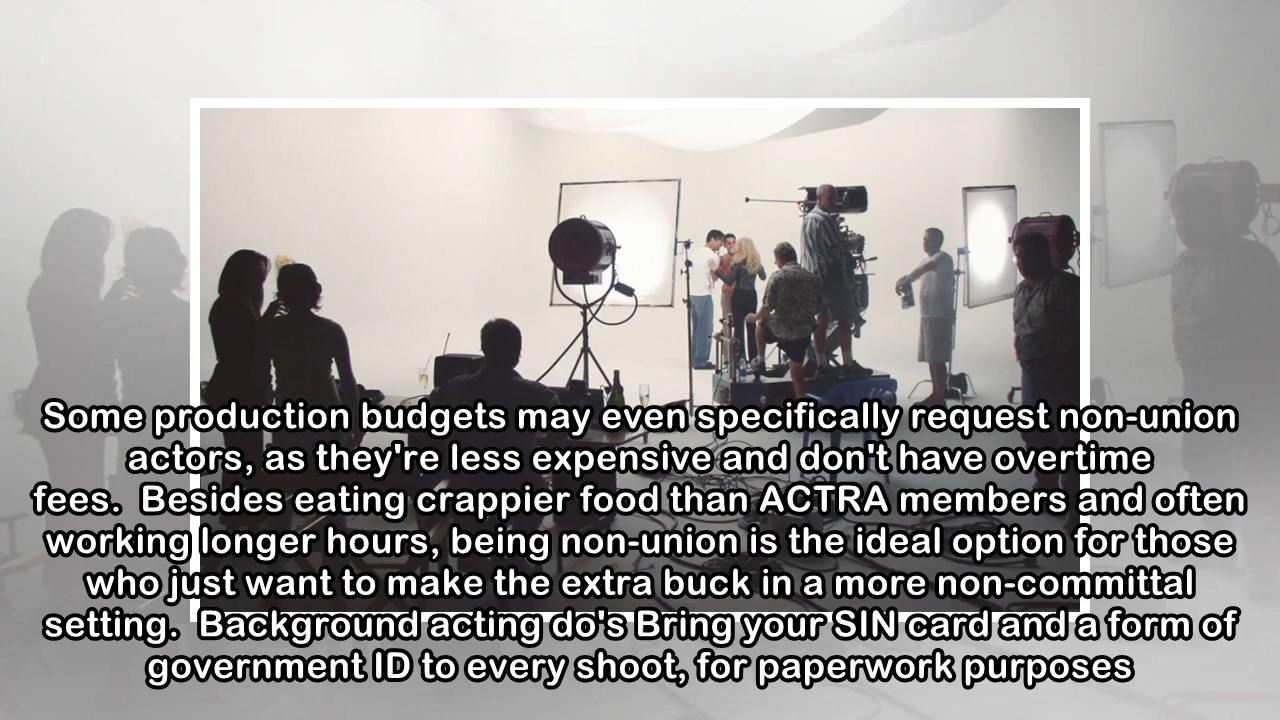 Some production budgets may even specifically request non-union
actors, as they're less expensive and don't have overtime
fees.  Besides eating crappier food than ACTRA members and often
working longer hours, being non-union is the ideal option for those
who just want to make the extra buck in a more non-committal
setting.  Background acting do's Bring your SIN card and a form of
government ID to every shoot, for paperwork purposes